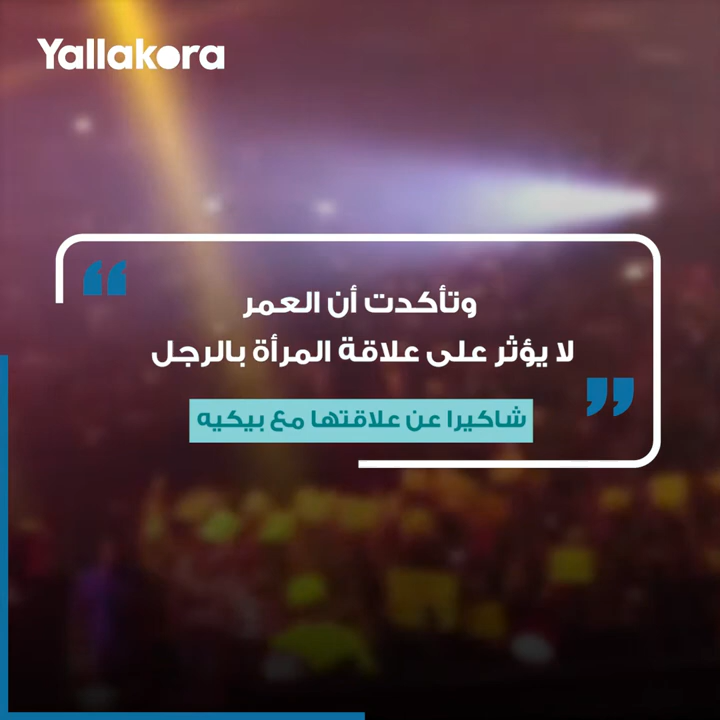 Yallakora
“
وتأكدت أن العمر
لا يؤثر على علاقة المرأة بالرجل
”
شاكيرا عن علاقتها مع بيكيه